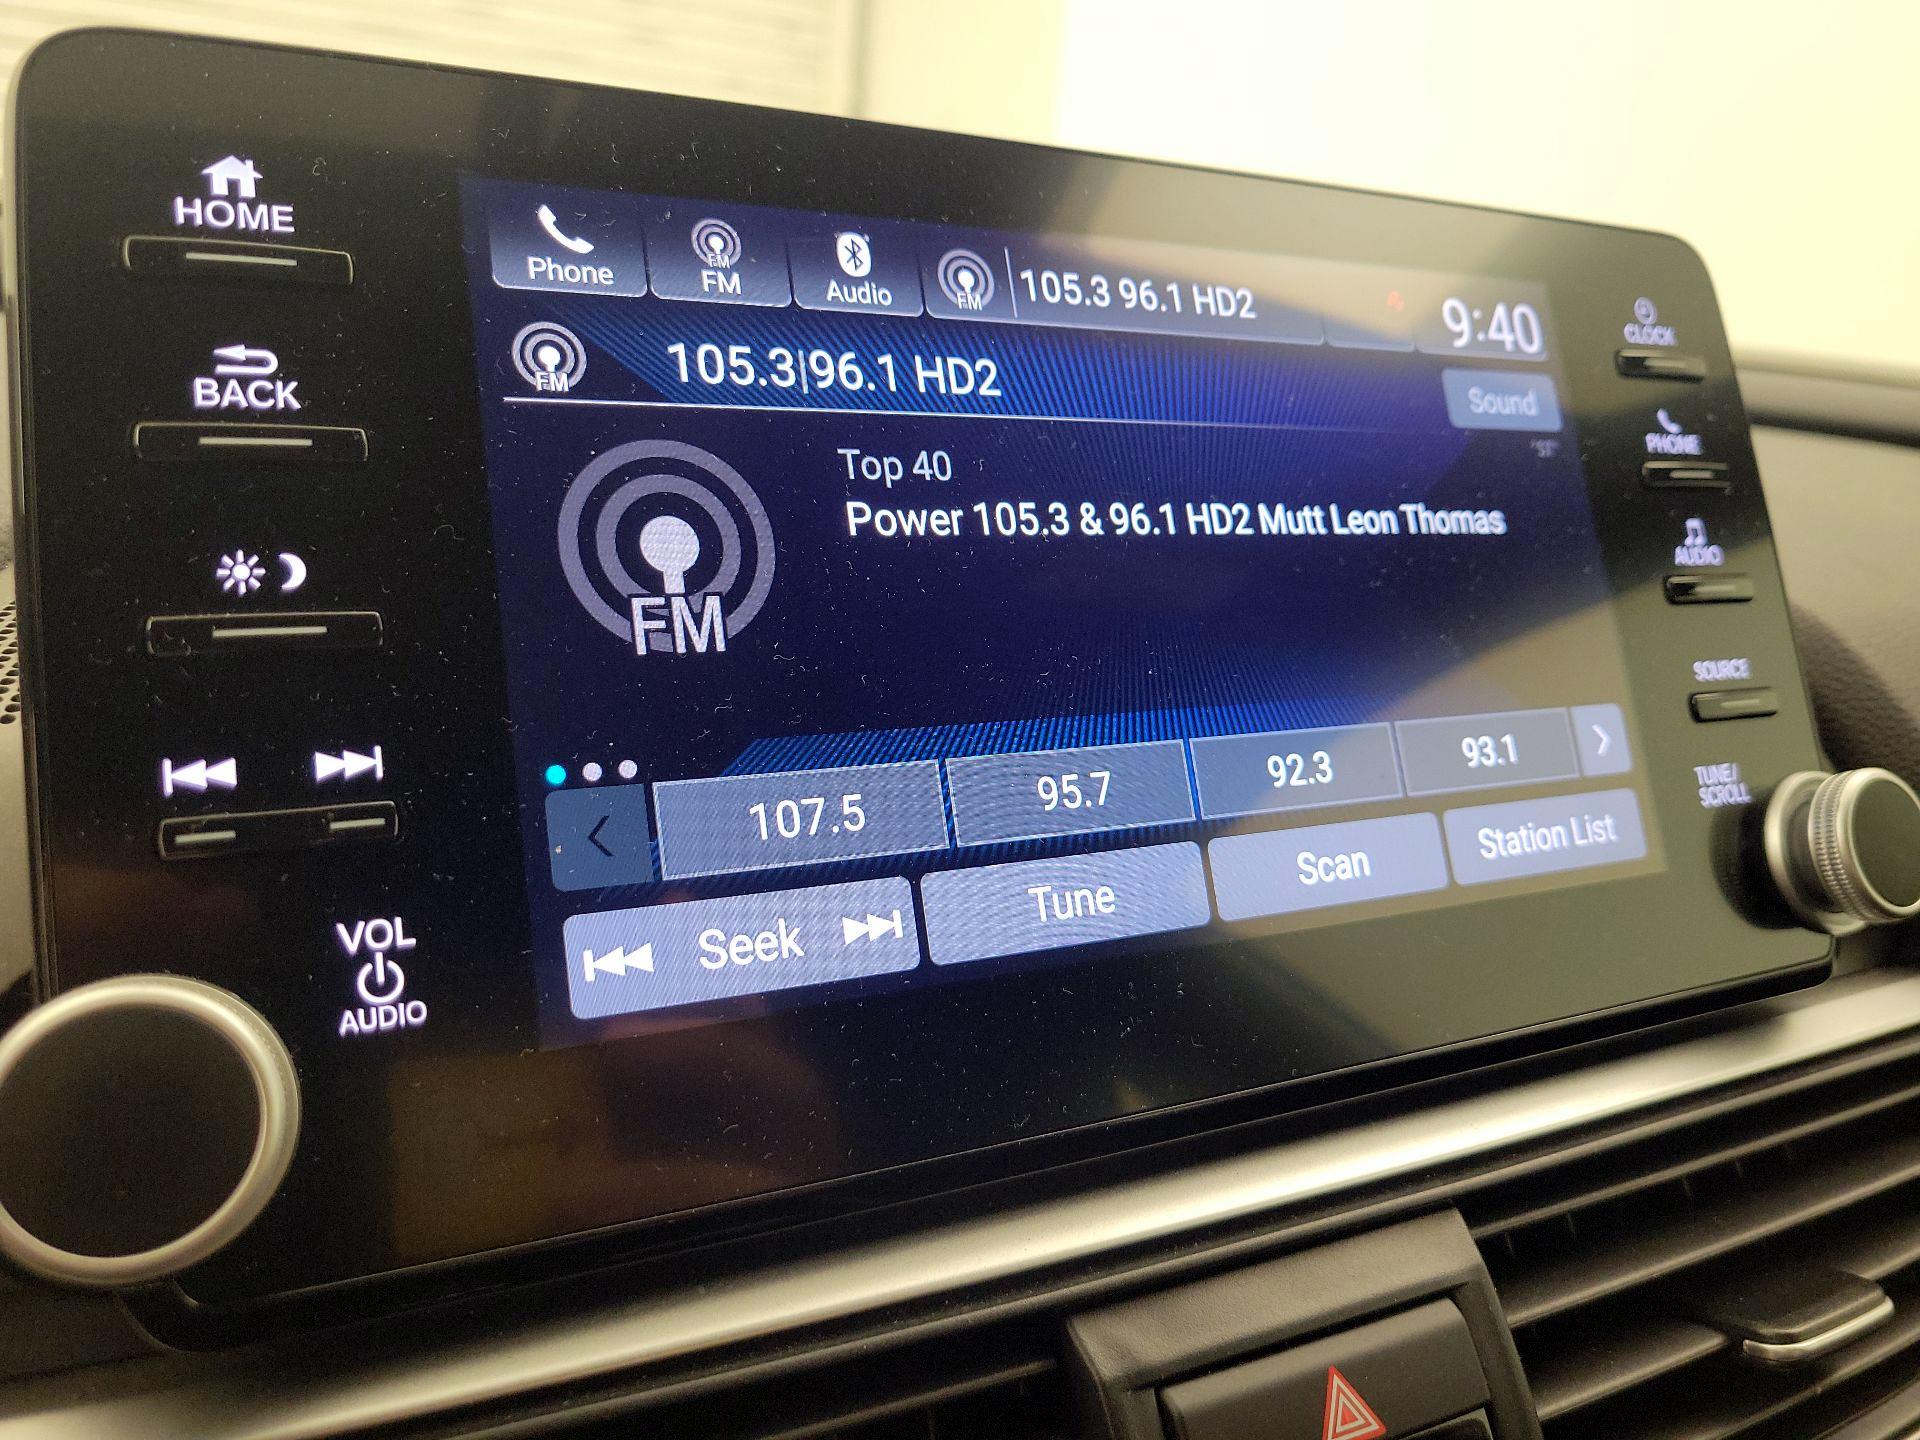 HOME
BACK
VOL
AUDIO
Phone
FM
FM
Audio
FM
105.3 96.1 HD2
9:40
FM
105.3|96.1 HD2
Sound
FM
Top 40
Power 105.3 & 96.1 HD2 Mutt Leon Thomas
"ST"
107.5
95.7
92.3
93.1
Seek
Tune
Scan
Station List
CLOCK
PHONE
AUDIO
SOURCE
TUNE/
SCROLL